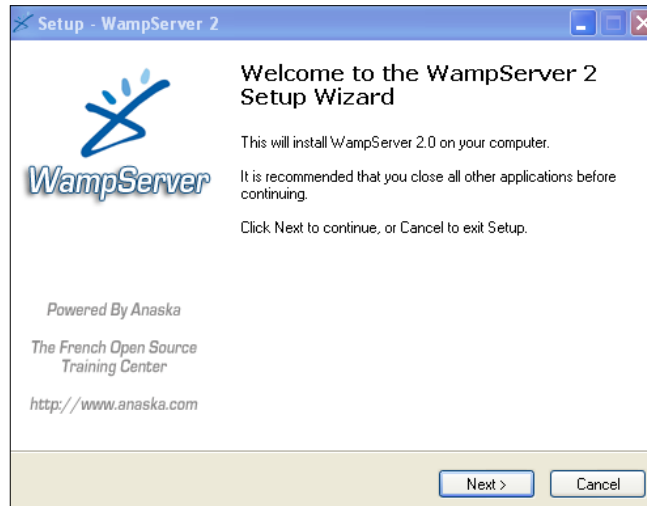 Setup - WampServer 2
Welcome to the WampServer 2
Setup Wizard
This will install WampServer 2.0 on your computer.
It is recommended that you close all other applications before
continuing.
Click Next to continue, or Cancel to exit Setup.
WampServer
Powered By Anaska
The French Open Source
Training Center
http://www.anaska.com
Next >
Cancel